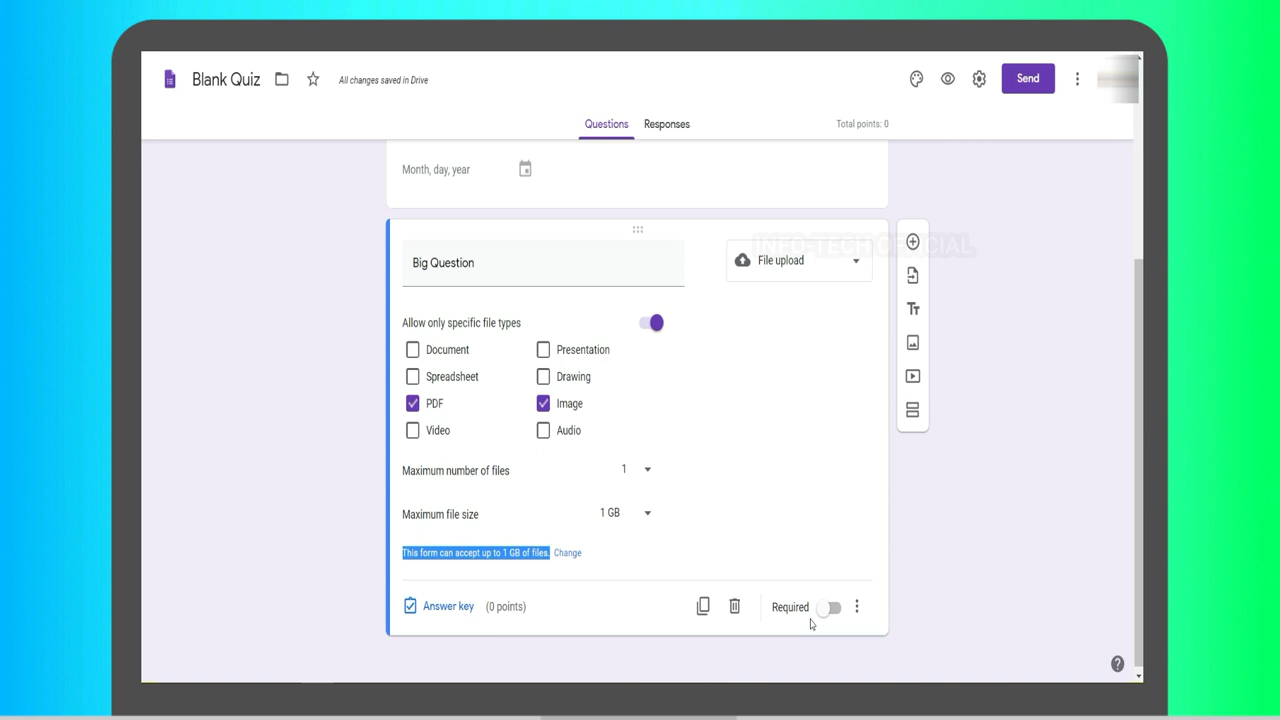 Blank Quiz
All changes saved in Drive
Send
Questions
Responses
Total points: 0
Month, day, year
INFO-TECH OFFICIAL
Big Question
File upload
Allow only specific file types
Document
Presentation
Spreadsheet
Drawing
PDF
Image
Video
Audio
Maximum number of files
1
Maximum file size
1 GB
This form can accept up to 1 GB of files. Change
Answer key
(0 points)
Required